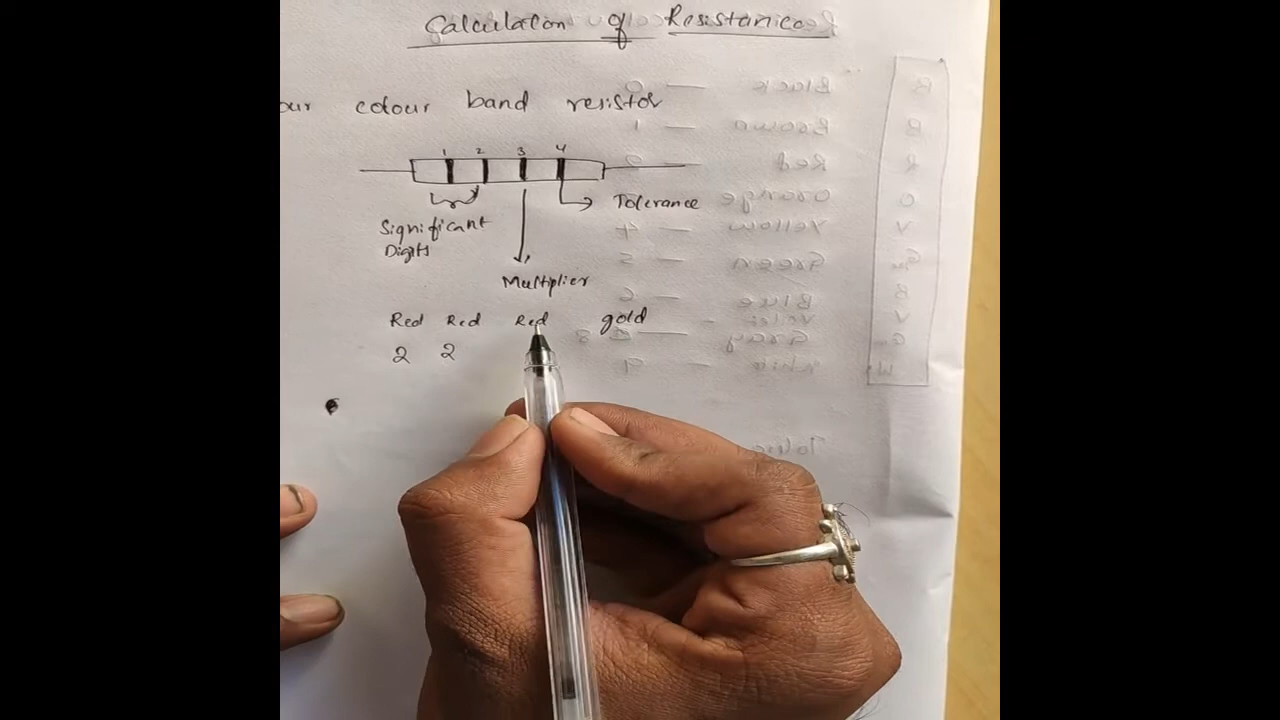 Calculation of Resistance
our colour band resistor
1 2 3 4
Tolerance
Significant
Digits
Multiplier
Red Red Red gold
2 2